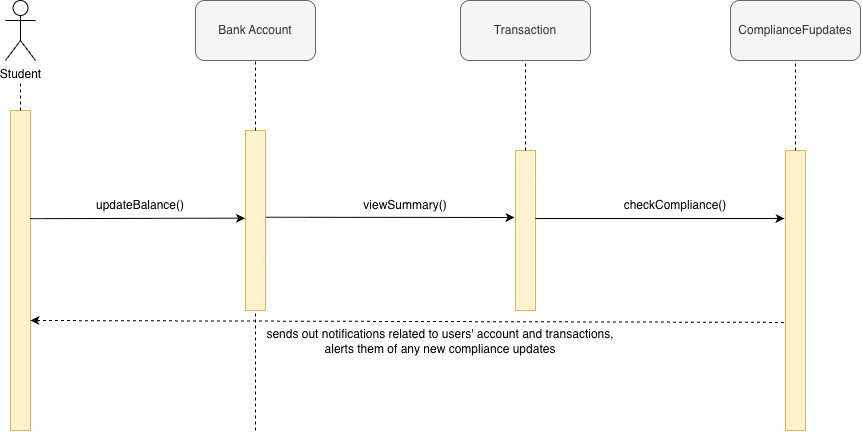 Student
Bank Account
Transaction
ComplianceFupdates
updateBalance()
viewSummary()
checkCompliance()
sends out notifications related to users' account and transactions,
alerts them of any new compliance updates